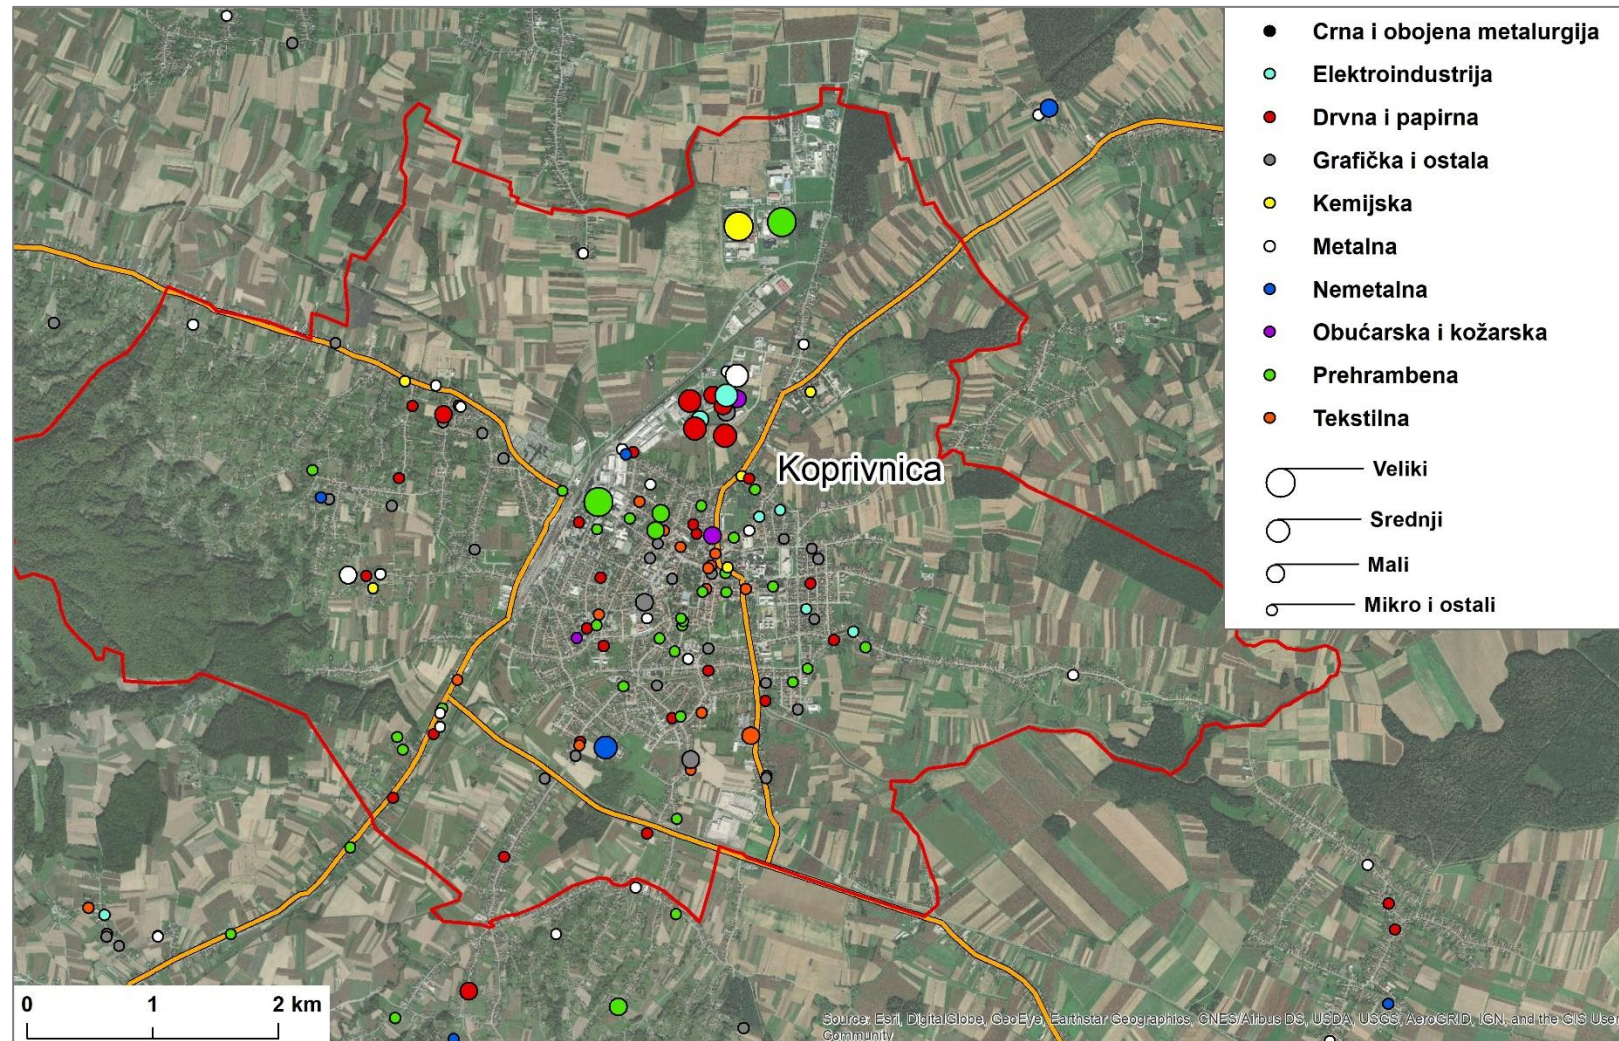 Crna i obojena metalurgija
Elektroindustrija
Drvna i papirna
Grafička i ostala
Kemijska
Metalna
Nemetalna
Obućarska i kožarska
Prehrambena
Tekstilna
Veliki
Srednji
Mali
Mikro i ostali
Koprivnica
0 1 2 km
Source: Esri, DigitalGlobe, GeoEye, Earthstar Geographics, CNES/Airbus DS, USDA, USGS, AeroGRID, IGN, and the GIS User
Community